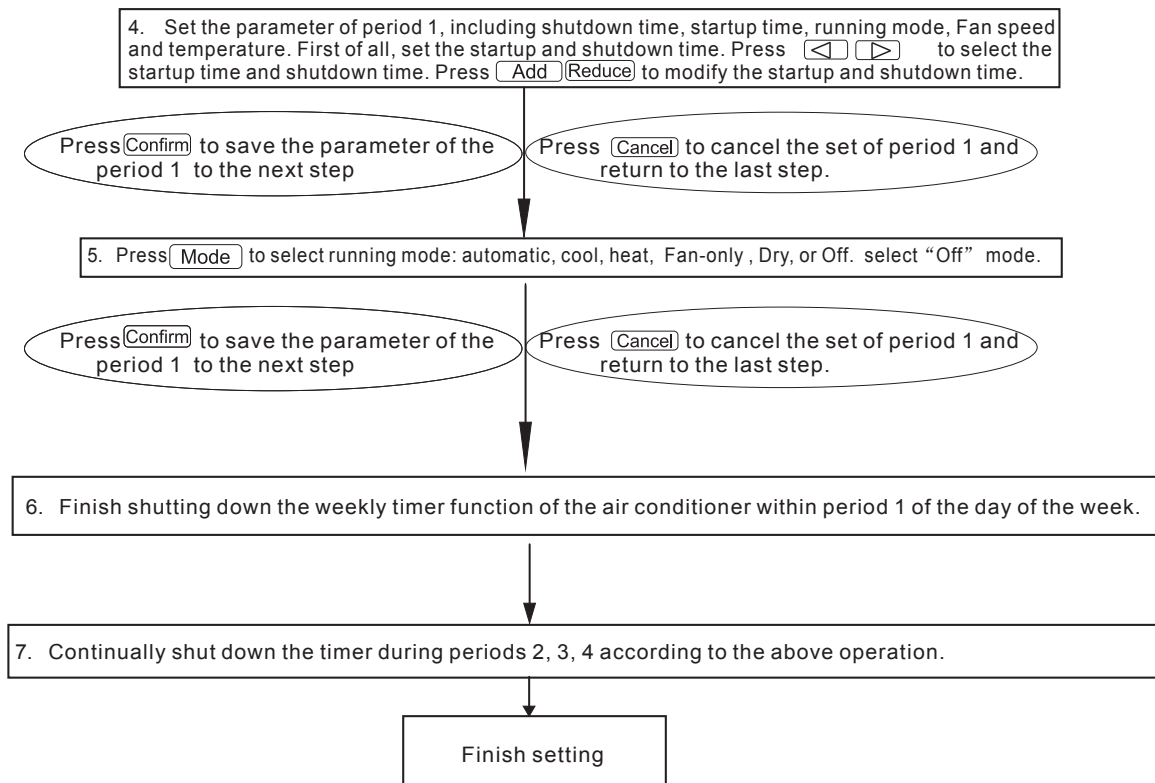 4. Set the parameter of period 1, including shutdown time, startup time, running mode, Fan speed
and temperature. First of all, set the startup and shutdown time. Press ◁ ▷ to select the
startup time and shutdown time. Press Add Reduce to modify the startup and shutdown time.
Press Confirm to save the parameter of the
period 1 to the next step
Press Cancel to cancel the set of period 1 and
return to the last step.
5. Press Mode to select running mode: automatic, cool, heat, Fan-only , Dry, or Off. select “Off” mode.
Press Confirm to save the parameter of the
period 1 to the next step
Press Cancel to cancel the set of period 1 and
return to the last step.
6. Finish shutting down the weekly timer function of the air conditioner within period 1 of the day of the week.
7. Continually shut down the timer during periods 2, 3, 4 according to the above operation.
Finish setting